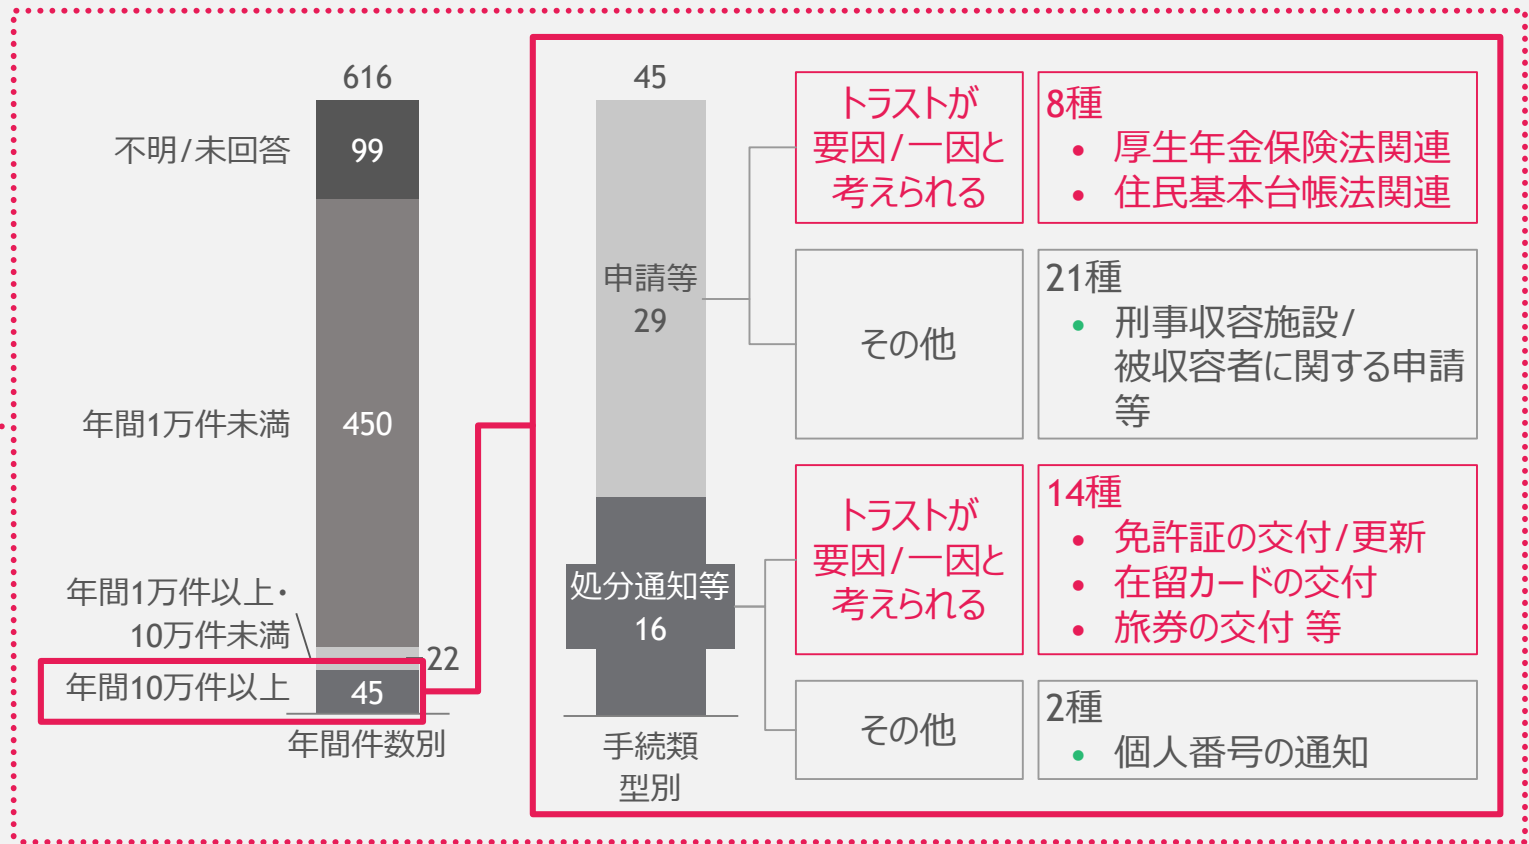 616
不明/未回答
99
年間1万件未満
450
年間1万件以上・
10万件未満
22
年間10万件以上
45
年間件数別
45
申請等
29
処分通知等
16
手続類
型別
トラストが
要因/一因と
考えられる
8種
• 厚生年金保険法関連
• 住民基本台帳法関連
その他
21種
• 刑事収容施設/
被収容者に関する申請
等
トラストが
要因/一因と
考えられる
14種
• 免許証の交付/更新
• 在留カードの交付
• 旅券の交付 等
その他
2種
• 個人番号の通知